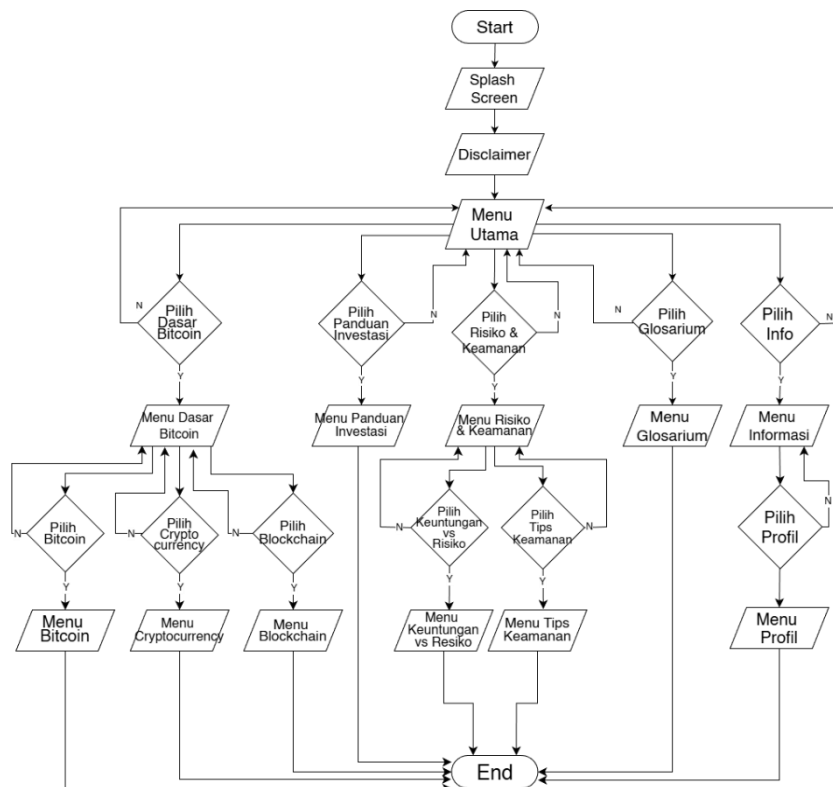 Start
Splash
Screen
Disclaimer
Menu
Utama
N
Pilih
Dasar
Bitcoin
Y
Pilih
Panduan
Investasi
N
Y
Pilih
Risiko &
Keamanan
N
Y
N
Pilih
Glosarium
Y
Pilih
Info
N
Y
Menu Dasar
Bitcoin
Menu Panduan
Investasi
Menu Risiko
& Keamanan
Menu
Glosarium
Menu
Informasi
N
Pilih
Bitcoin
Y
N
Pilih
Crypto
currency
Y
N
Pilih
Blockchain
Y
N
Pilih
Keuntungan
vs
Risiko
Y
Pilih
Tips
Keamanan
N
Y
Pilih
Profil
N
Y
Menu
Bitcoin
Menu
Cryptocurrency
Menu
Blockchain
Menu
Keuntungan
vs Resiko
Menu Tips
Keamanan
Menu
Profil
End